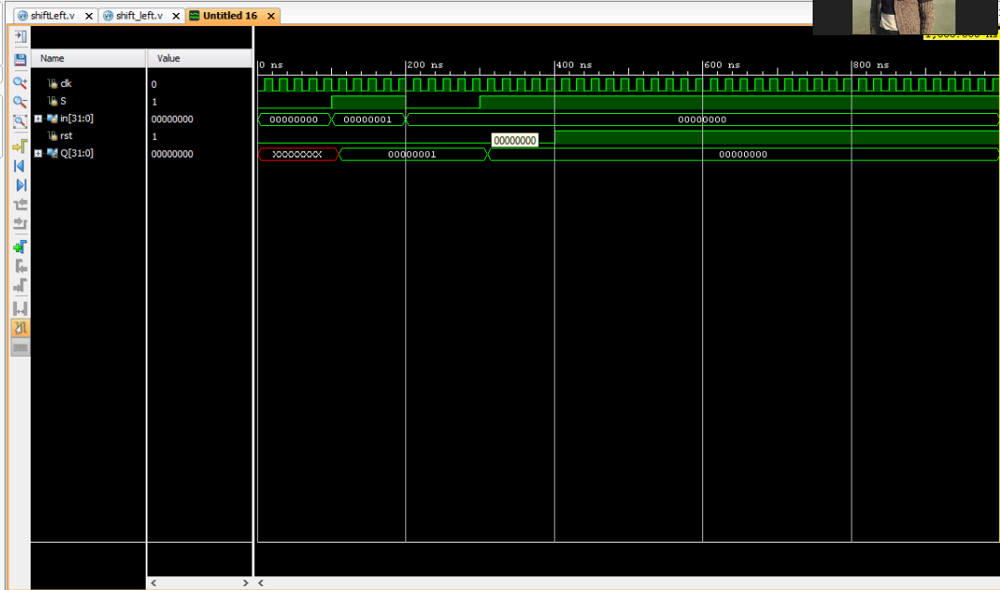 shiftLeft.v shift_left.v Untitled 16
Name Value
0 ns 200 ns 400 ns 600 ns 800 ns
clk 0
S 1
in[31:0] 00000000 00000000 00000001 00000000
rst 1
00000000
Q[31:0] 00000000 XXXXXXXX 00000001 00000000